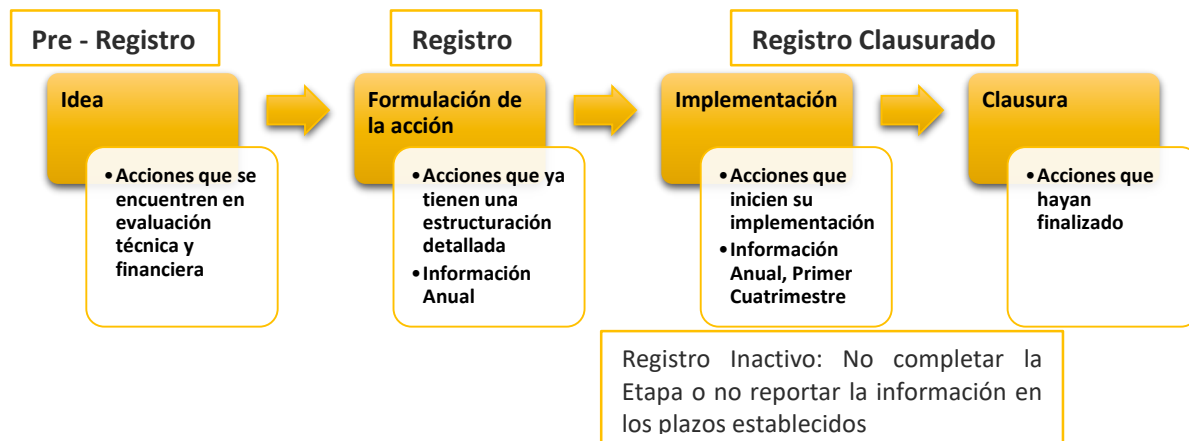 Pre - Registro
Registro
Registro Clausurado
Idea
•Acciones que se
encuentren en
evaluación
técnica y
financiera
Formulación de
la acción
•Acciones que ya
tienen una
estructuración
detallada
•Información
Anual
Implementación
•Acciones que
inicien su
implementación
•Información
Anual, Primer
Cuatrimestre
Clausura
•Acciones que
hayan
finalizado
Registro Inactivo: No completar la
Etapa o no reportar la información en
los plazos establecidos